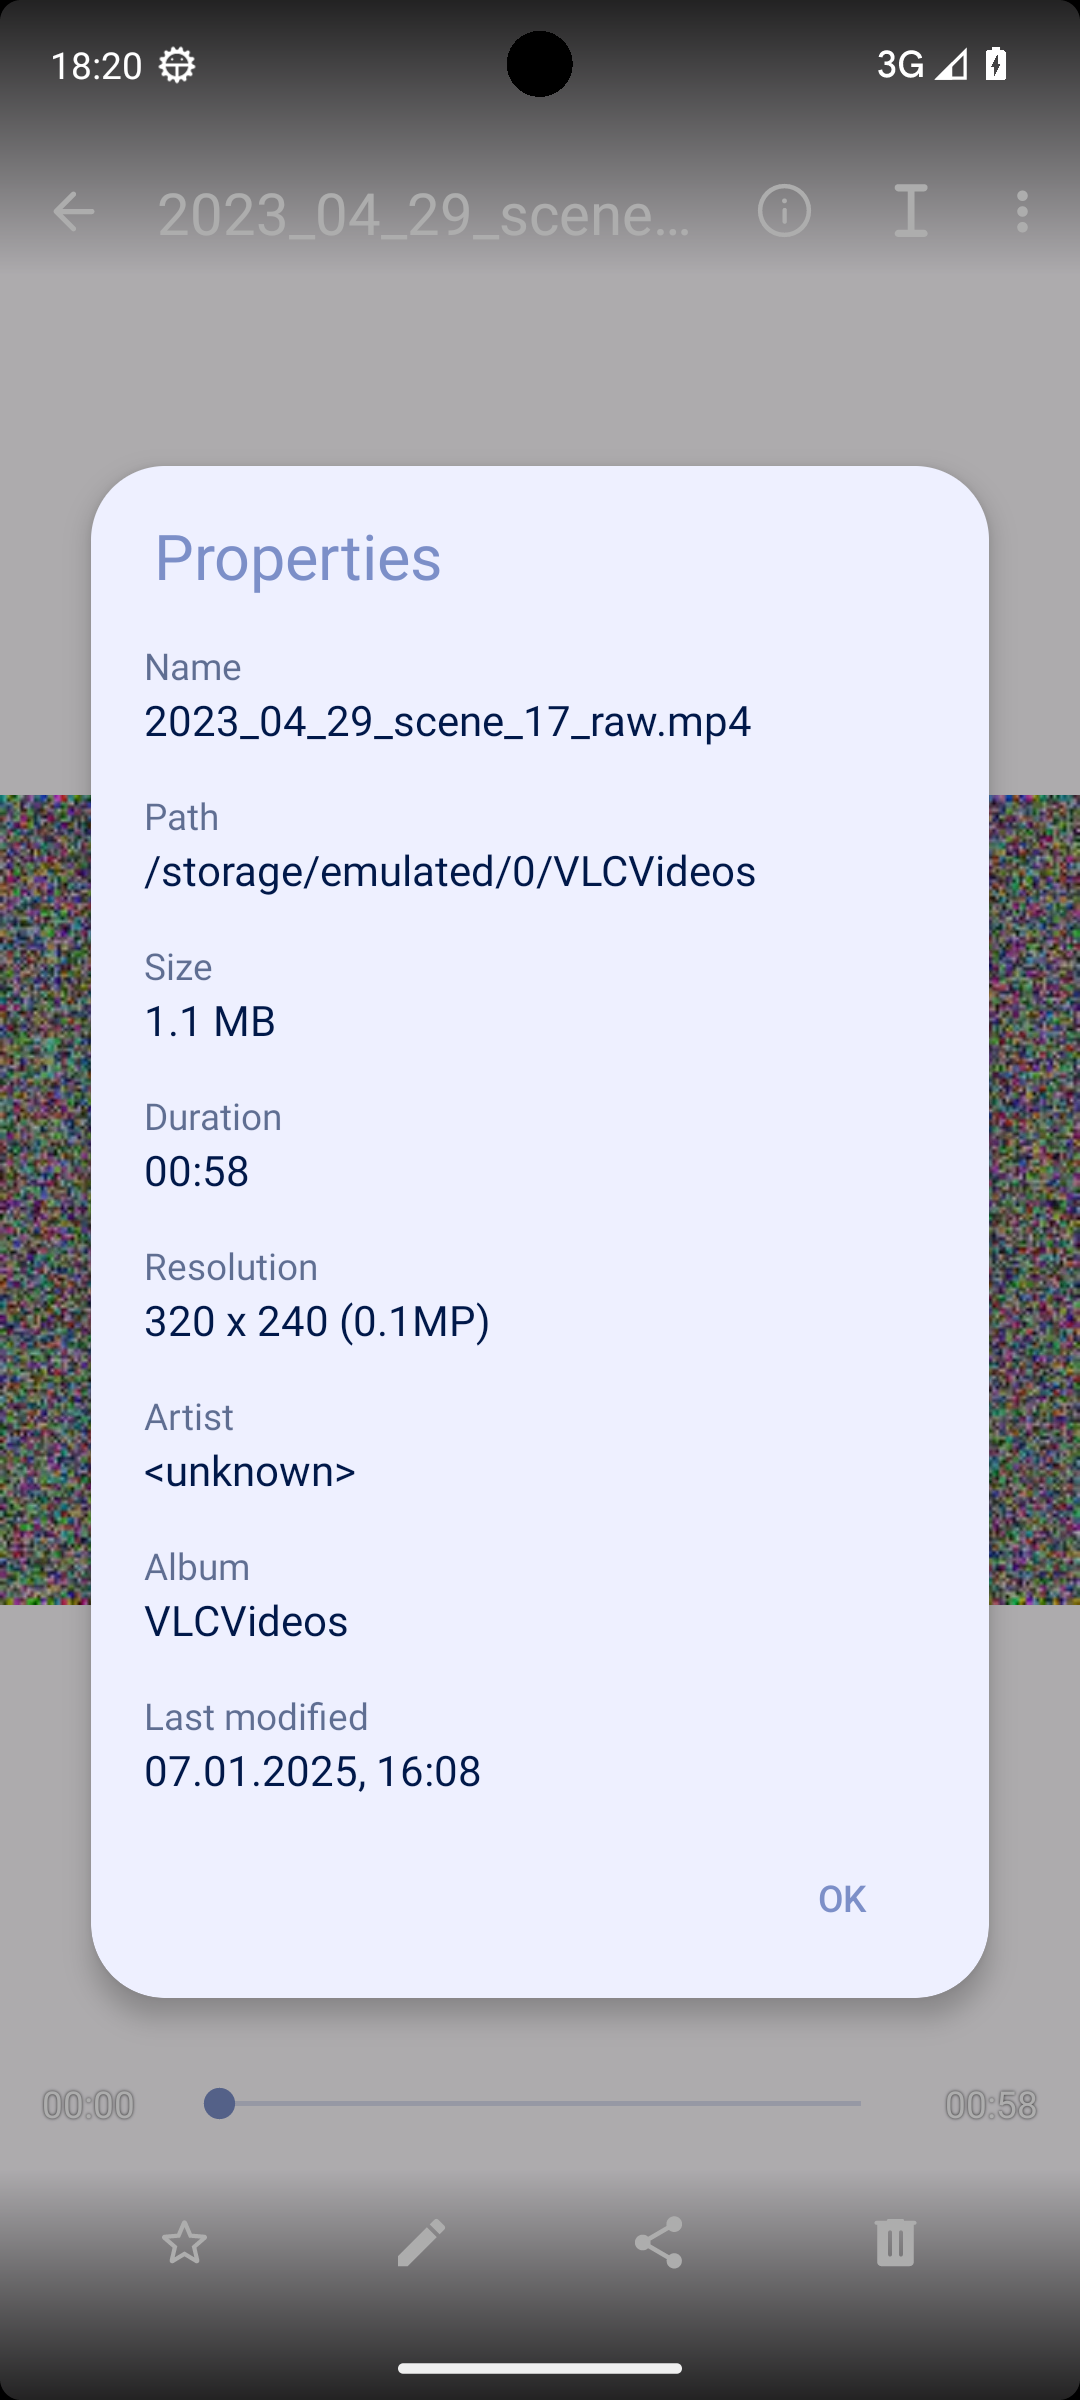 18:20
3G
2023_04_29_scene...
Properties
Name
2023_04_29_scene_17_raw.mp4
Path
/storage/emulated/0/VLCVideos
Size
1.1 MB
Duration
00:58
Resolution
320 x 240 (0.1MP)
Artist
<unknown>
Album
VLCVideos
Last modified
07.01.2025, 16:08
OK
00:00
00:58